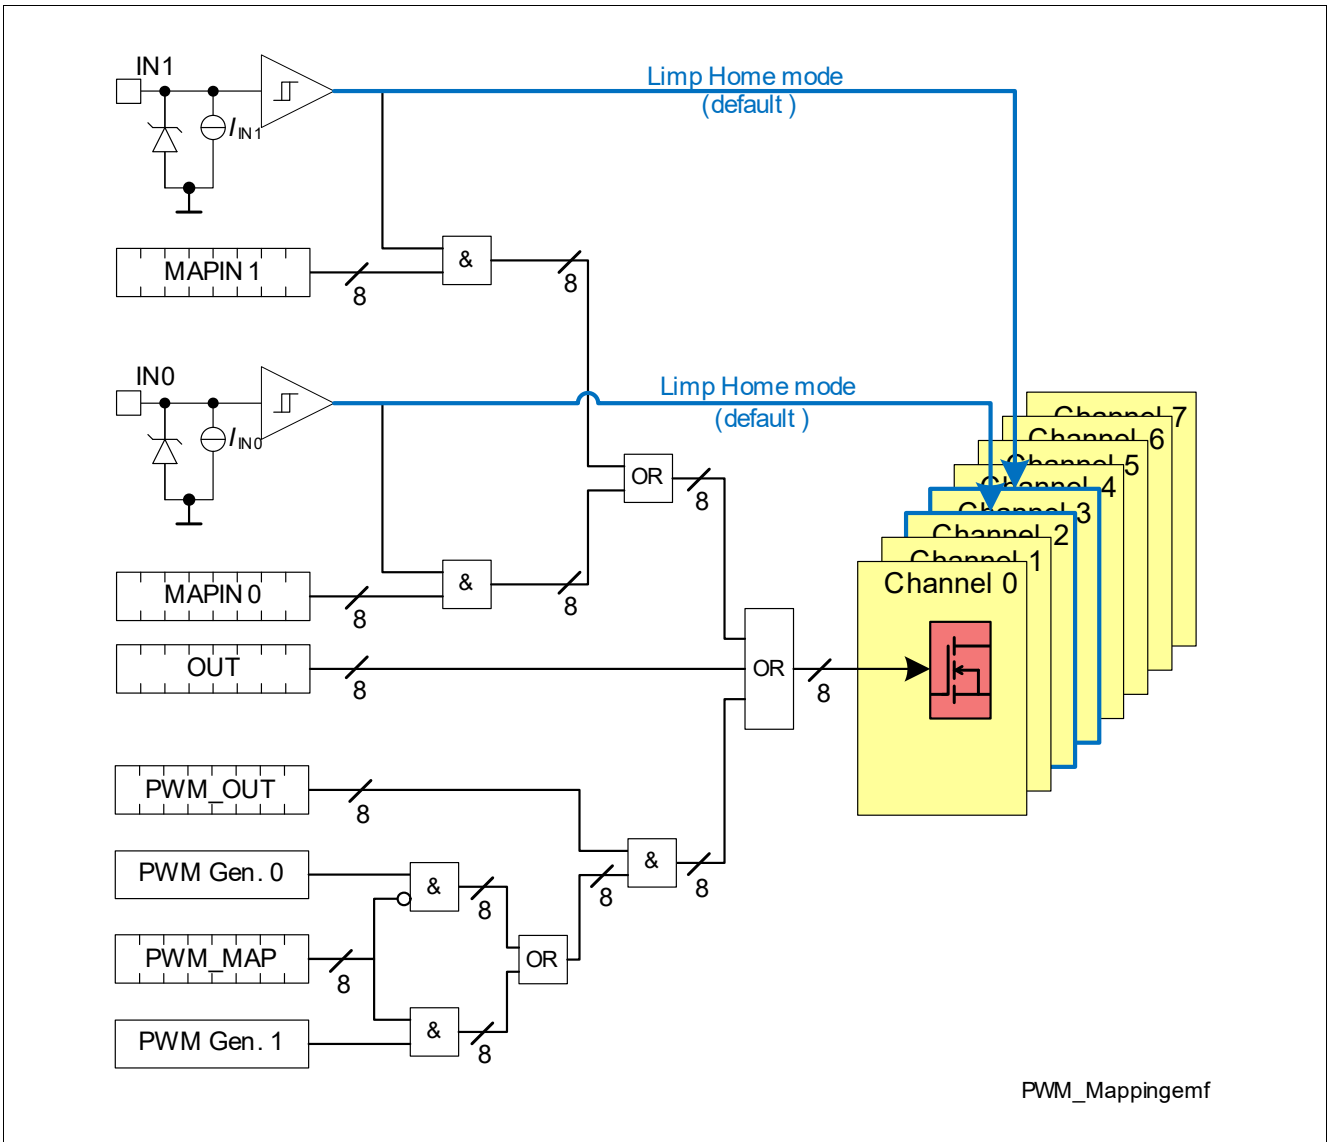 IN1
Limp Home mode
(default )
I IN1
&
MAPIN 1
8
8
IN0
Limp Home mode
(default )
I IN0
Channel 7
Channel 6
Channel 5
Channel 4
Channel 3
Channel 2
Channel 1
Channel 0
OR
8
&
MAPIN 0
8
8
OUT
8
OR
8
PWM_OUT
8
&
8
8
PWM Gen. 0
&
8
PWM_MAP
8
OR
PWM Gen. 1
&
8
PWM_Mappingemf